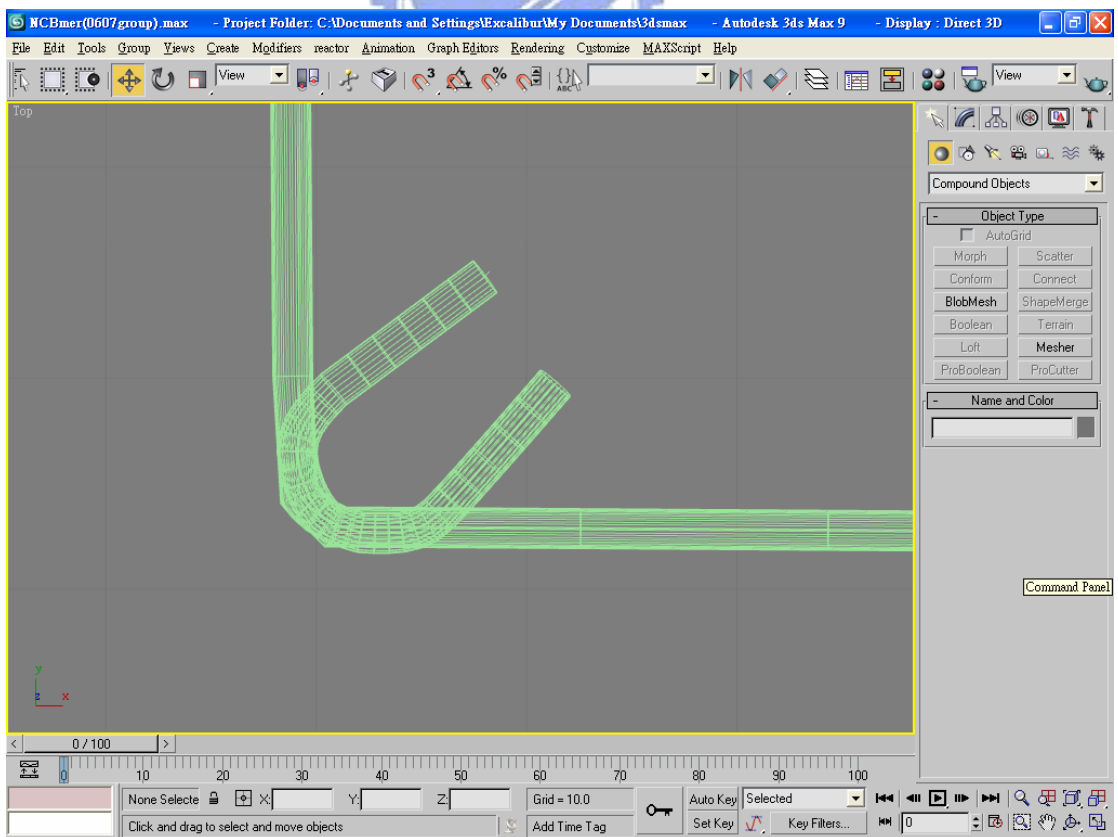 NCBmer(0607group).max - Project Folder: C:\Documents and Settings\Excalibur\My Documents\3dsmax - Autodesk 3ds Max 9 - Display : Direct 3D
File Edit Tools Group Views Create Modifiers reactor Animation Graph Editors Rendering Customize MAXScript Help
View 3 % ABC View
Top
Compound Objects
- Object Type
AutoGrid
Morph Scatter
Conform Connect
BlobMesh ShapeMerge
Boolean Terrain
Loft Mesher
ProBoolean ProCutter
- Name and Color
Command Panel
y
z x
< 0 / 100 >
0 10 20 30 40 50 60 70 80 90 100
None Selecte X: Y: Z: Grid = 10.0 Auto Key Selected
Click and drag to select and move objects Add Time Tag Set Key Key Filters... 0